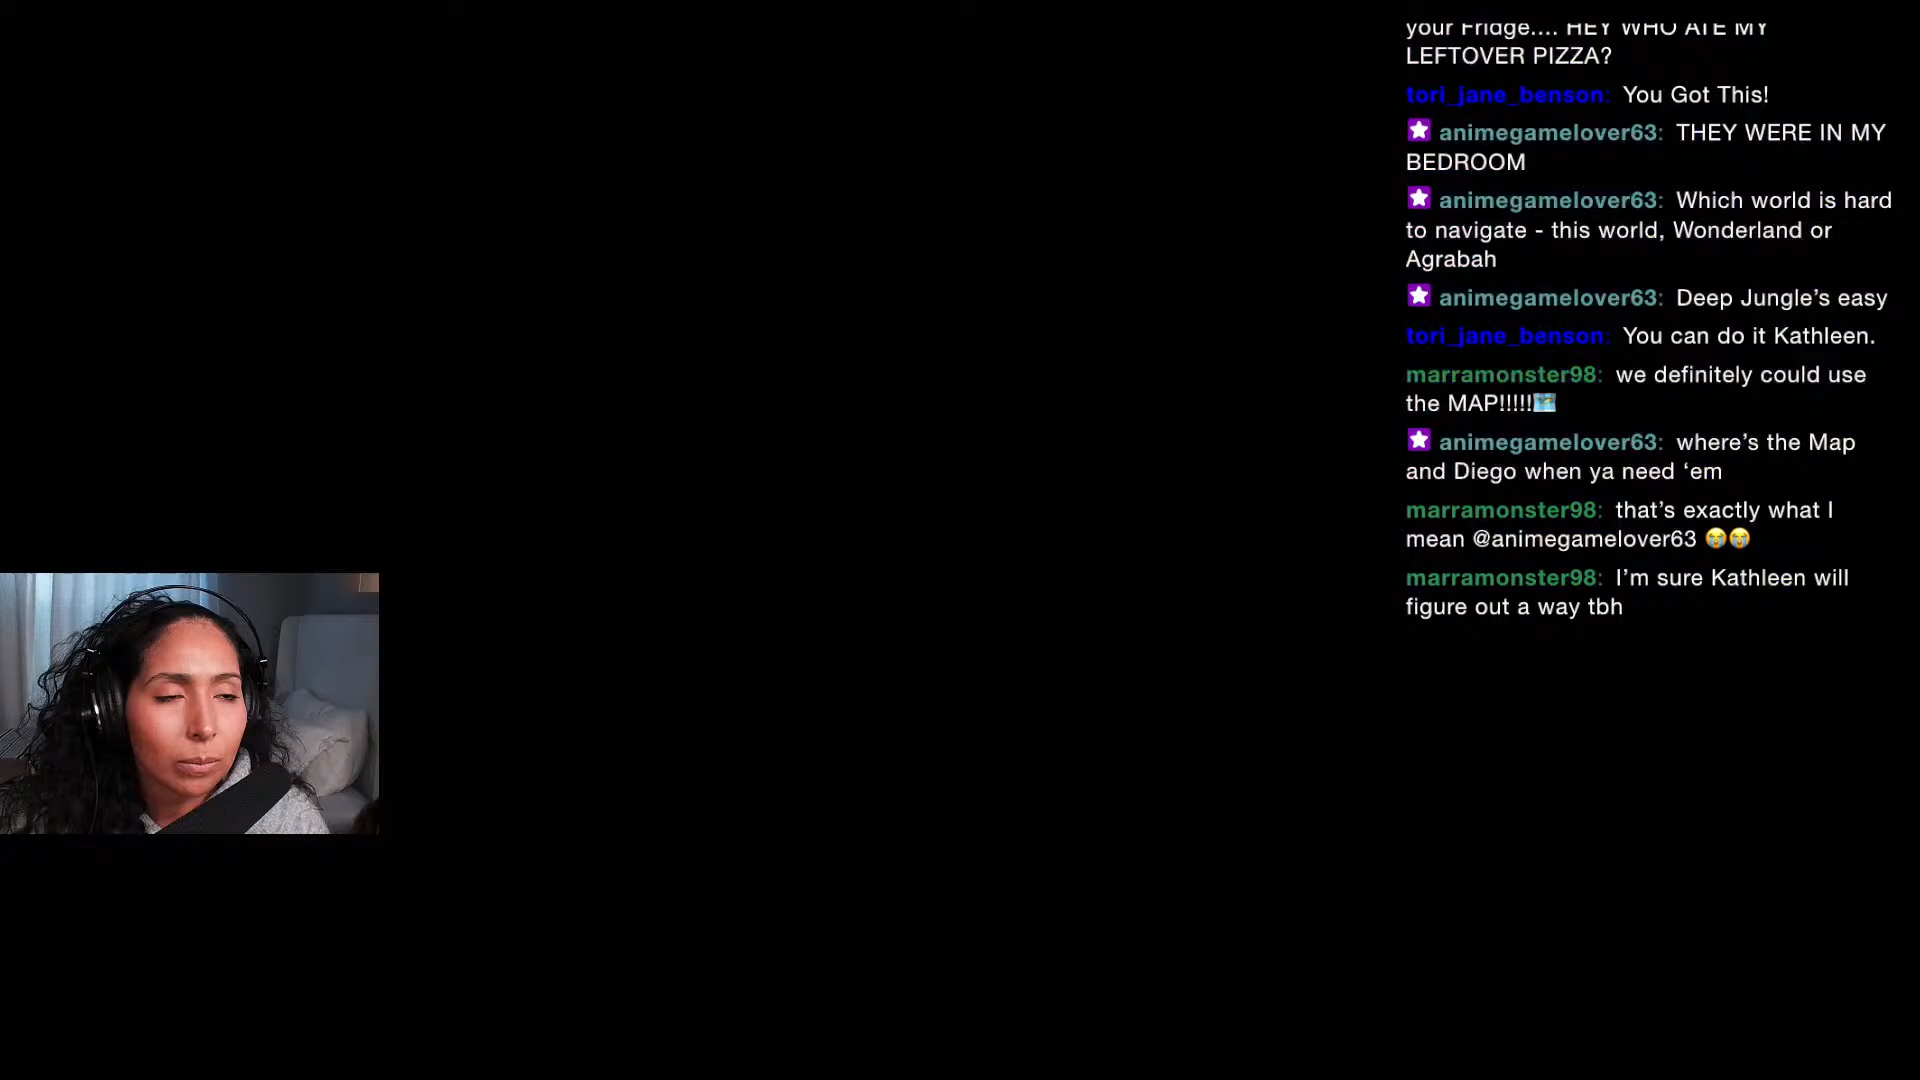 your Fridge.... HEY WHO ATE MY
LEFTOVER PIZZA?
tori_jane_benson: You Got This!
animegamelover63: THEY WERE IN MY
BEDROOM
animegamelover63: Which world is hard
to navigate - this world, Wonderland or
Agrabah
animegamelover63: Deep Jungle’s easy
tori_jane_benson: You can do it Kathleen.
marramonster98: we definitely could use
the MAP!!!!!🗺️
animegamelover63: where’s the Map
and Diego when ya need ‘em
marramonster98: that’s exactly what I
mean @animegamelover63 😭😭
marramonster98: I’m sure Kathleen will
figure out a way tbh